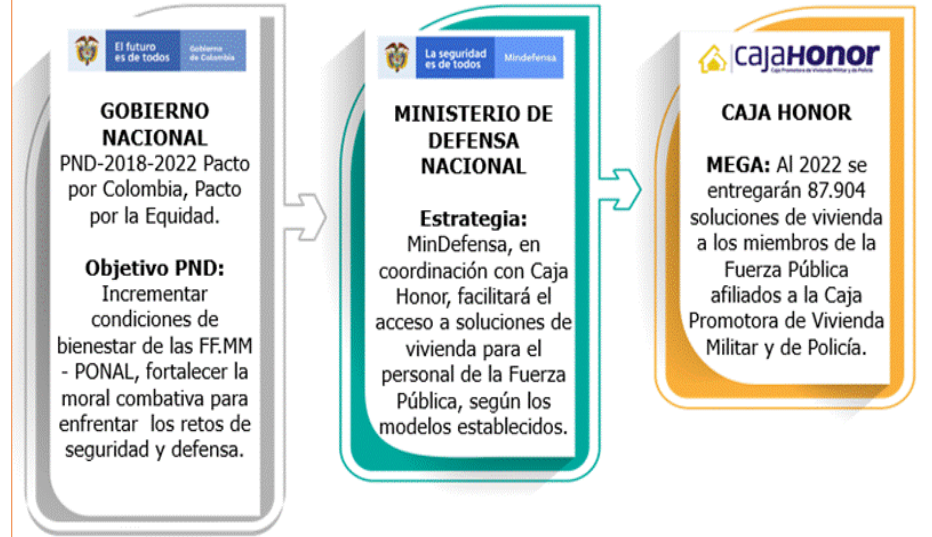 El futuro
es de todos
Gobierno
de Colombia
GOBIERNO
NACIONAL
PND-2018-2022 Pacto
por Colombia, Pacto
por la Equidad.
Objetivo PND:
Incrementar
condiciones de
bienestar de las FF.MM
- PONAL, fortalecer la
moral combativa para
enfrentar los retos de
seguridad y defensa.
La seguridad
es de todos
Mindefensa
MINISTERIO DE
DEFENSA
NACIONAL
Estrategia:
MinDefensa, en
coordinación con Caja
Honor, facilitará el
acceso a soluciones de
vivienda para el
personal de la Fuerza
Pública, según los
modelos establecidos.
CajaHonor
Caja Promotora de Vivienda Militar y de Policía
CAJA HONOR
MEGA: Al 2022 se
entregarán 87.904
soluciones de vivienda
a los miembros de la
Fuerza Pública
afiliados a la Caja
Promotora de Vivienda
Militar y de Policía.